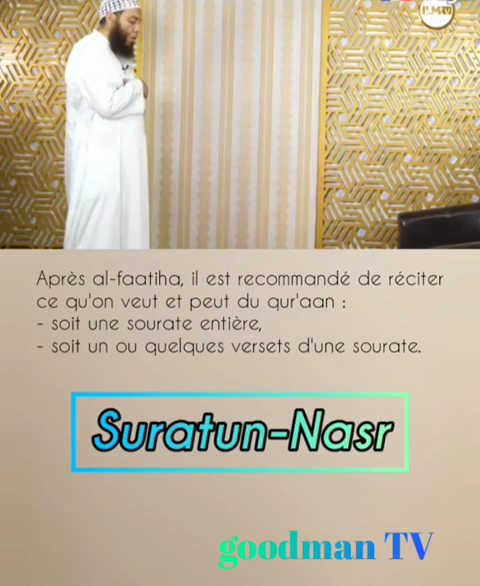 Après al-faatiha, il est recommandé de réciter
ce qu'on veut et peut du qur'aan :
- soit une sourate entière,
- soit un ou quelques versets d'une sourate.
Suratun-Nasr
goodman TV